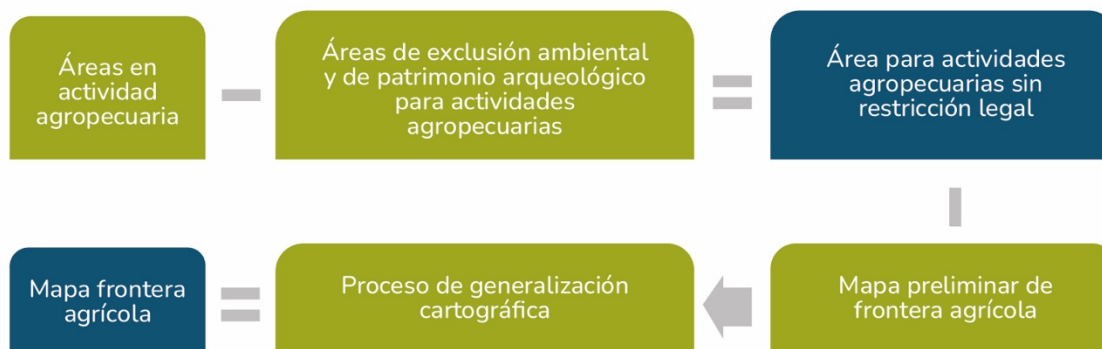 Áreas en
actividad
agropecuaria
Áreas de exclusión ambiental
y de patrimonio arqueológico
para actividades
agropecuarias
Área para actividades
agropecuarias sin
restricción legal
Mapa frontera
agrícola
Proceso de generalización
cartográfica
Mapa preliminar de
frontera agrícola